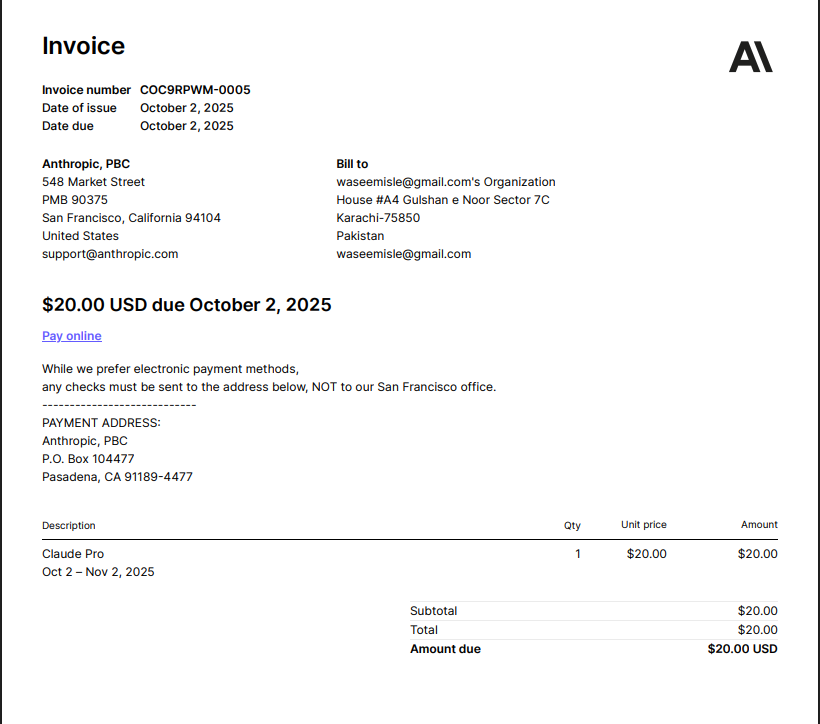 Invoice
Invoice number COC9RPWM-0005
Date of issue October 2, 2025
Date due October 2, 2025
Anthropic, PBC
548 Market Street
PMB 90375
San Francisco, California 94104
United States
support@anthropic.com
Bill to
waseemisle@gmail.com's Organization
House #A4 Gulshan e Noor Sector 7C
Karachi-75850
Pakistan
waseemisle@gmail.com
$20.00 USD due October 2, 2025
Pay online
While we prefer electronic payment methods,
any checks must be sent to the address below, NOT to our San Francisco office.
----------------------------
PAYMENT ADDRESS:
Anthropic, PBC
P.O. Box 104477
Pasadena, CA 91189-4477
Description Qty Unit price Amount
Claude Pro 1 $20.00 $20.00
Oct 2 – Nov 2, 2025
Subtotal $20.00
Total $20.00
Amount due $20.00 USD